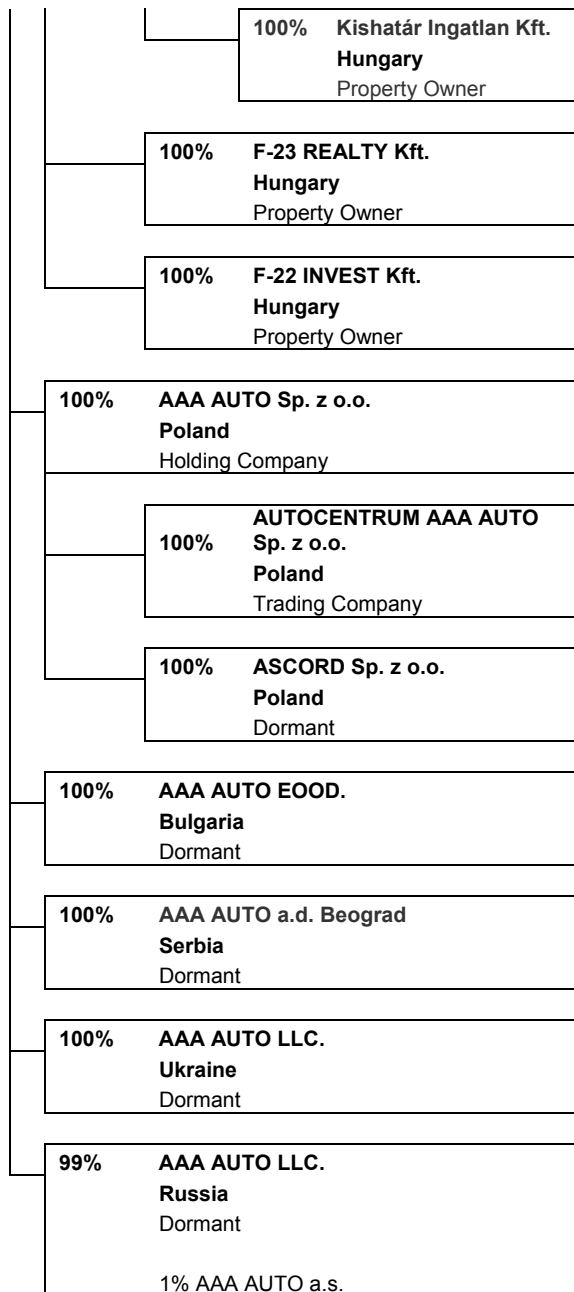 100% Kishatár Ingatlan Kft.
Hungary
Property Owner
100% F-23 REALTY Kft.
Hungary
Property Owner
100% F-22 INVEST Kft.
Hungary
Property Owner
100% AAA AUTO Sp. z o.o.
Poland
Holding Company
AUTOCENTRUM AAA AUTO
100% Sp. z o.o.
Poland
Trading Company
100% ASCORD Sp. z o.o.
Poland
Dormant
100% AAA AUTO EOOD.
Bulgaria
Dormant
100% AAA AUTO a.d. Beograd
Serbia
Dormant
100% AAA AUTO LLC.
Ukraine
Dormant
99% AAA AUTO LLC.
Russia
Dormant
1% AAA AUTO a.s.